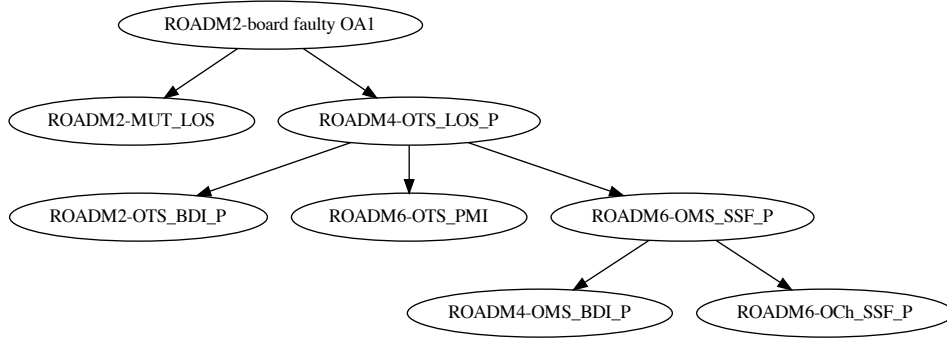 ROADM2-board faulty OA1
ROADM2-MUT_LOS
ROADM4-OTS_LOS_P
ROADM2-OTS_BDI_P
ROADM6-OTS_PMI
ROADM6-OMS_SSF_P
ROADM4-OMS_BDI_P
ROADM6-OCh_SSF_P